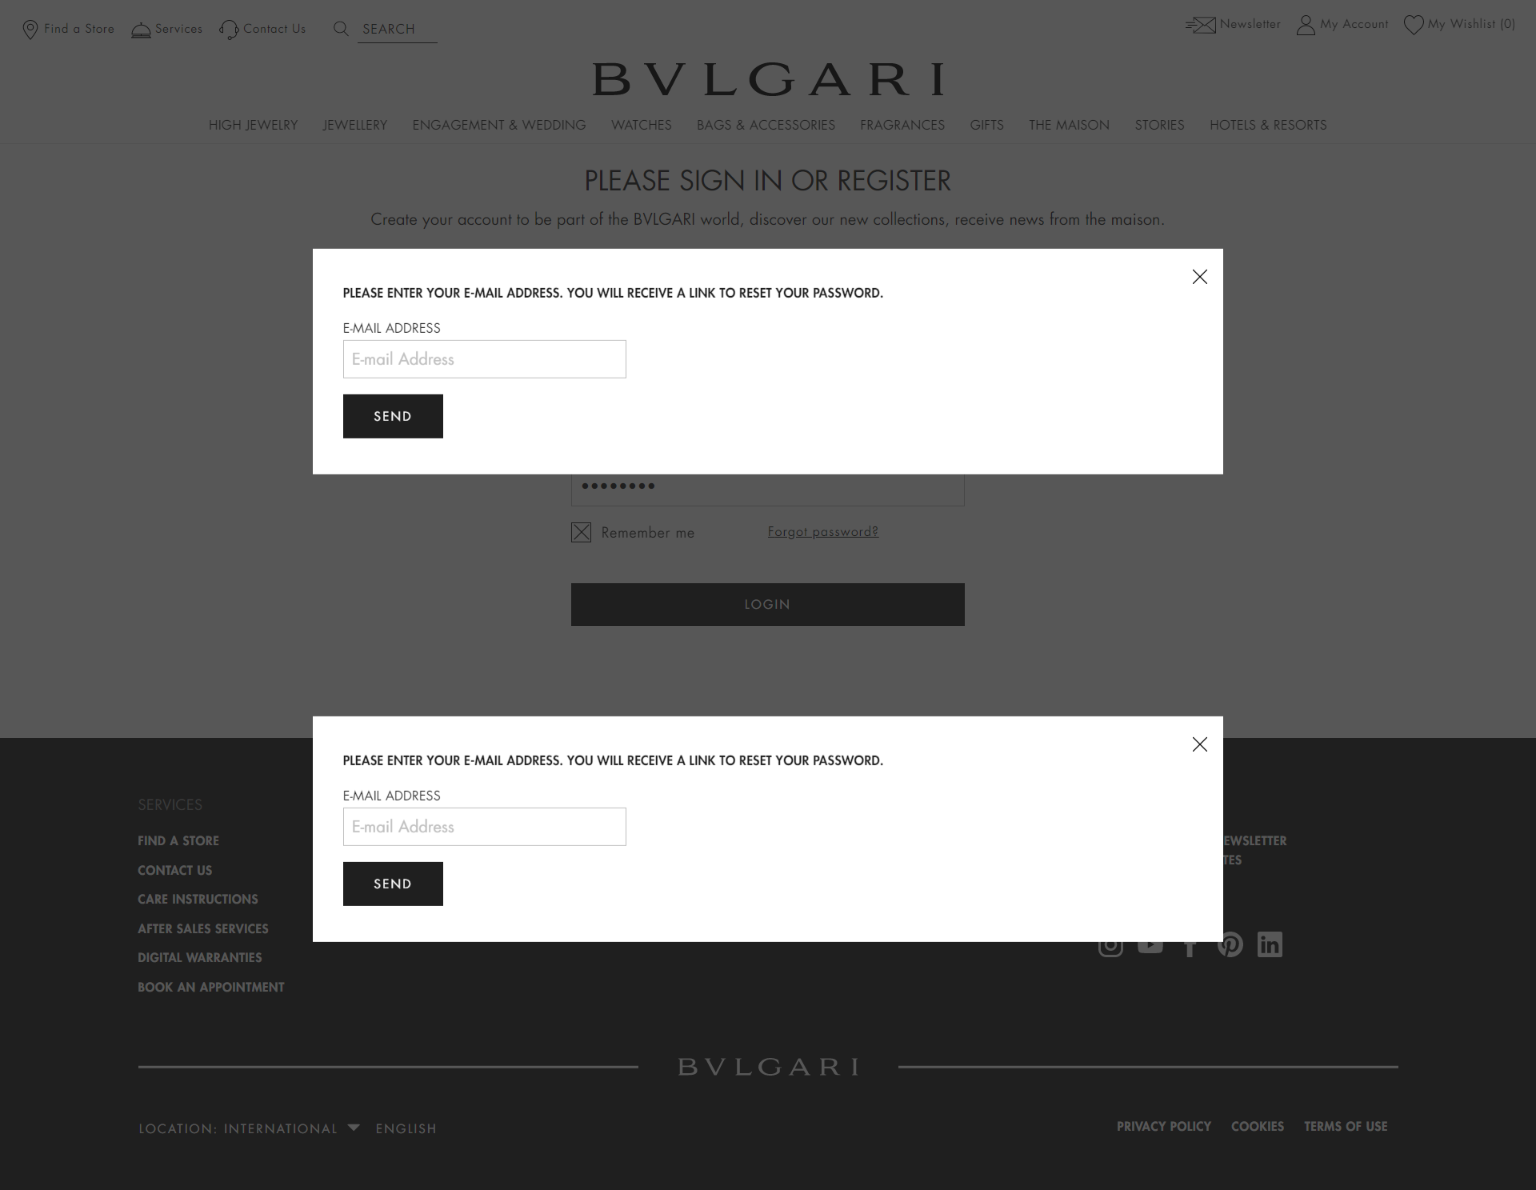 Find a Store Services Contact Us SEARCH Newsletter My Account My Wishlist (0)
BVLGARI
HIGH JEWELRY JEWELLERY ENGAGEMENT & WEDDING WATCHES BAGS & ACCESSORIES FRAGRANCES GIFTS THE MAISON STORIES HOTELS & RESORTS
PLEASE SIGN IN OR REGISTER
Create your account to be part of the BVLGARI world, discover our new collections, receive news from the maison.
PLEASE ENTER YOUR E-MAIL ADDRESS. YOU WILL RECEIVE A LINK TO RESET YOUR PASSWORD.
E-MAIL ADDRESS
E-mail Address
SEND
••••••••
Remember me Forgot password?
LOGIN
PLEASE ENTER YOUR E-MAIL ADDRESS. YOU WILL RECEIVE A LINK TO RESET YOUR PASSWORD.
E-MAIL ADDRESS
E-mail Address
SEND
SERVICES
FIND A STORE
CONTACT US
CARE INSTRUCTIONS
AFTER SALES SERVICES
DIGITAL WARRANTIES
BOOK AN APPOINTMENT
EWSLETTER
TES
BVLGARI
LOCATION: INTERNATIONAL ENGLISH
PRIVACY POLICY COOKIES TERMS OF USE